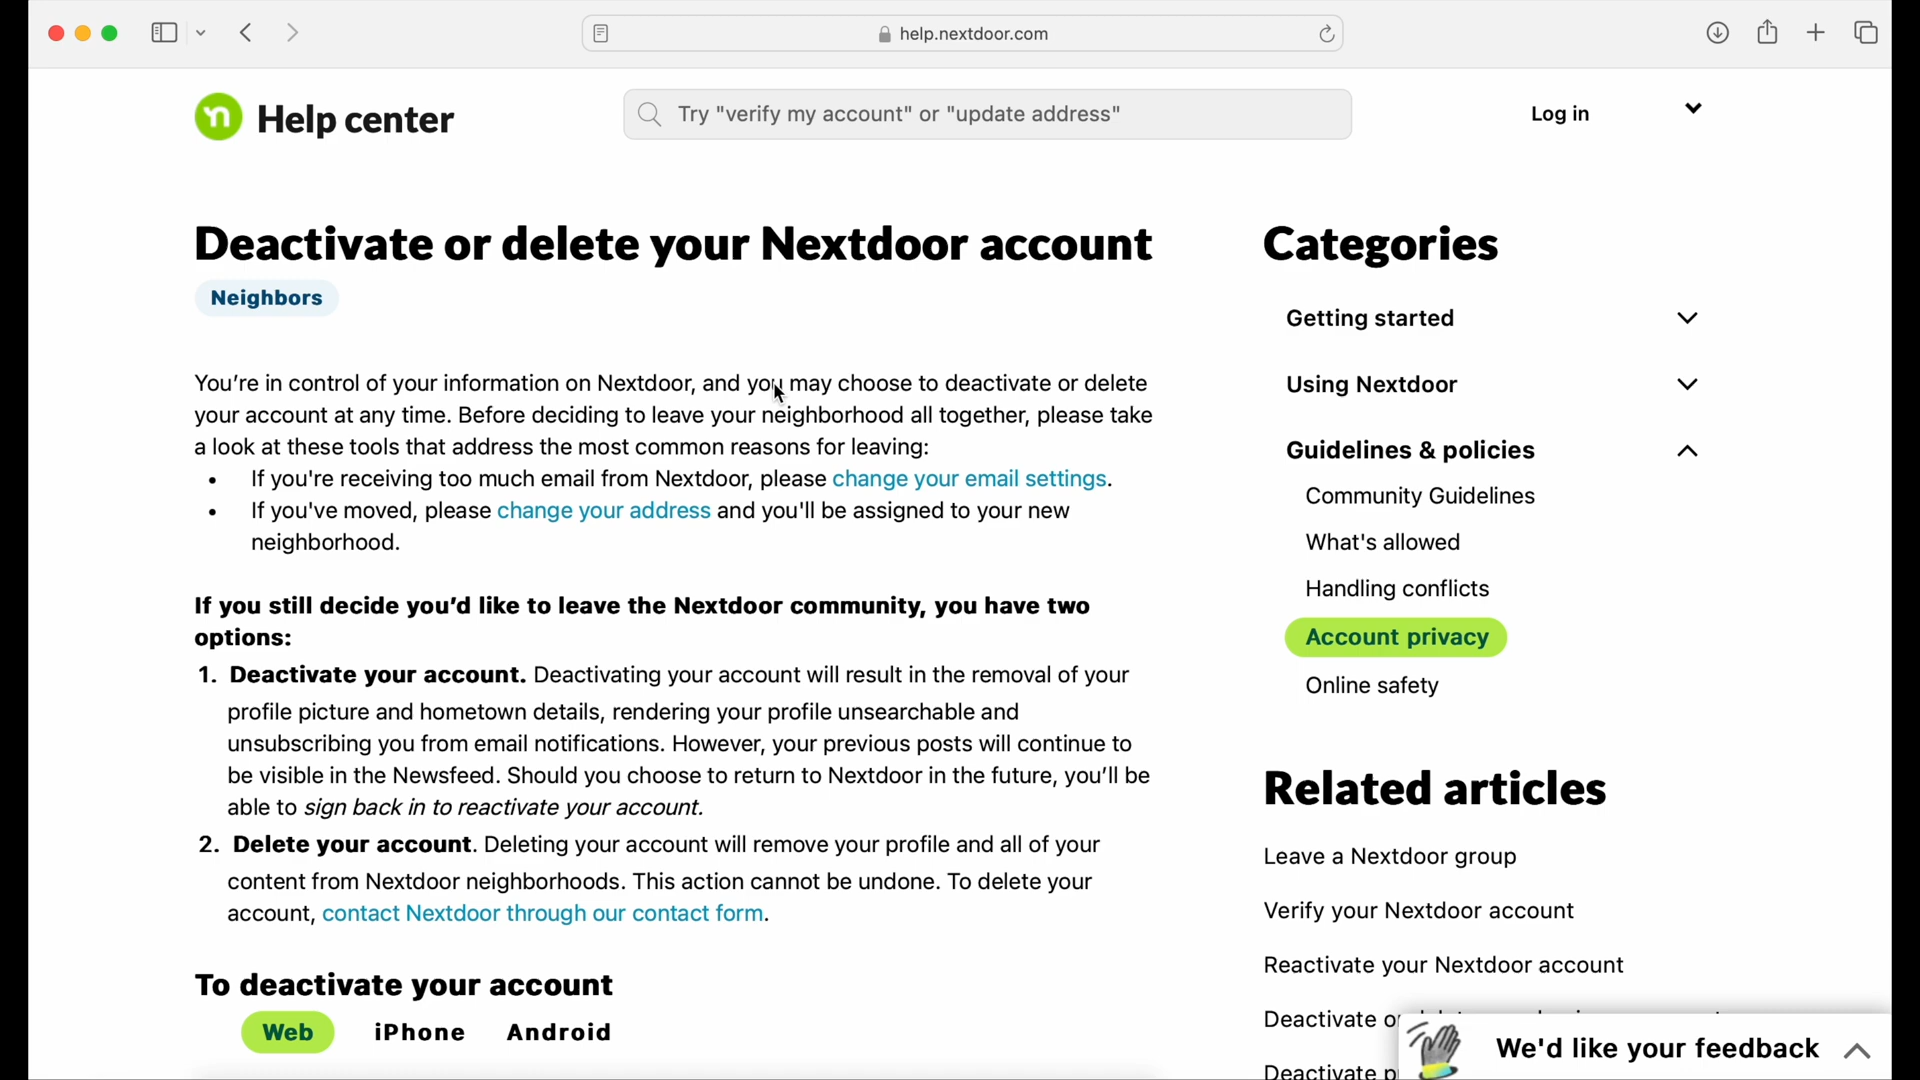 help.nextdoor.com
n Help center
Try "verify my account" or "update address"
Log in
Deactivate or delete your Nextdoor account
Neighbors
You're in control of your information on Nextdoor, and you may choose to deactivate or delete
your account at any time. Before deciding to leave your neighborhood all together, please take
a look at these tools that address the most common reasons for leaving:
• If you're receiving too much email from Nextdoor, please change your email settings.
• If you've moved, please change your address and you'll be assigned to your new
neighborhood.
If you still decide you'd like to leave the Nextdoor community, you have two
options:
1. Deactivate your account. Deactivating your account will result in the removal of your
profile picture and hometown details, rendering your profile unsearchable and
unsubscribing you from email notifications. However, your previous posts will continue to
be visible in the Newsfeed. Should you choose to return to Nextdoor in the future, you'll be
able to sign back in to reactivate your account.
2. Delete your account. Deleting your account will remove your profile and all of your
content from Nextdoor neighborhoods. This action cannot be undone. To delete your
account, contact Nextdoor through our contact form.
To deactivate your account
Web iPhone Android
Categories
Getting started
Using Nextdoor
Guidelines & policies
Community Guidelines
What's allowed
Handling conflicts
Account privacy
Online safety
Related articles
Leave a Nextdoor group
Verify your Nextdoor account
Reactivate your Nextdoor account
Deactivate
Deactivate
We'd like your feedback